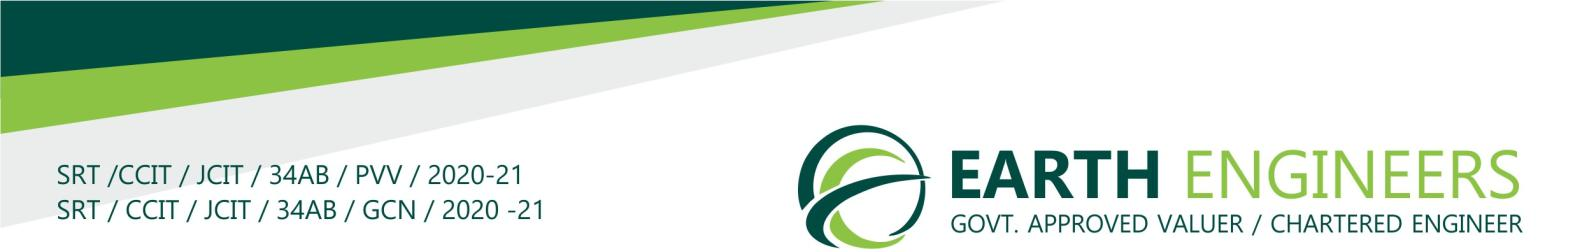 SRT /CCIT / JCIT / 34AB / PVV / 2020-21
SRT / CCIT / JCIT / 34AB / GCN / 2020 -21
EARTH ENGINEERS
GOVT. APPROVED VALUER / CHARTERED ENGINEER